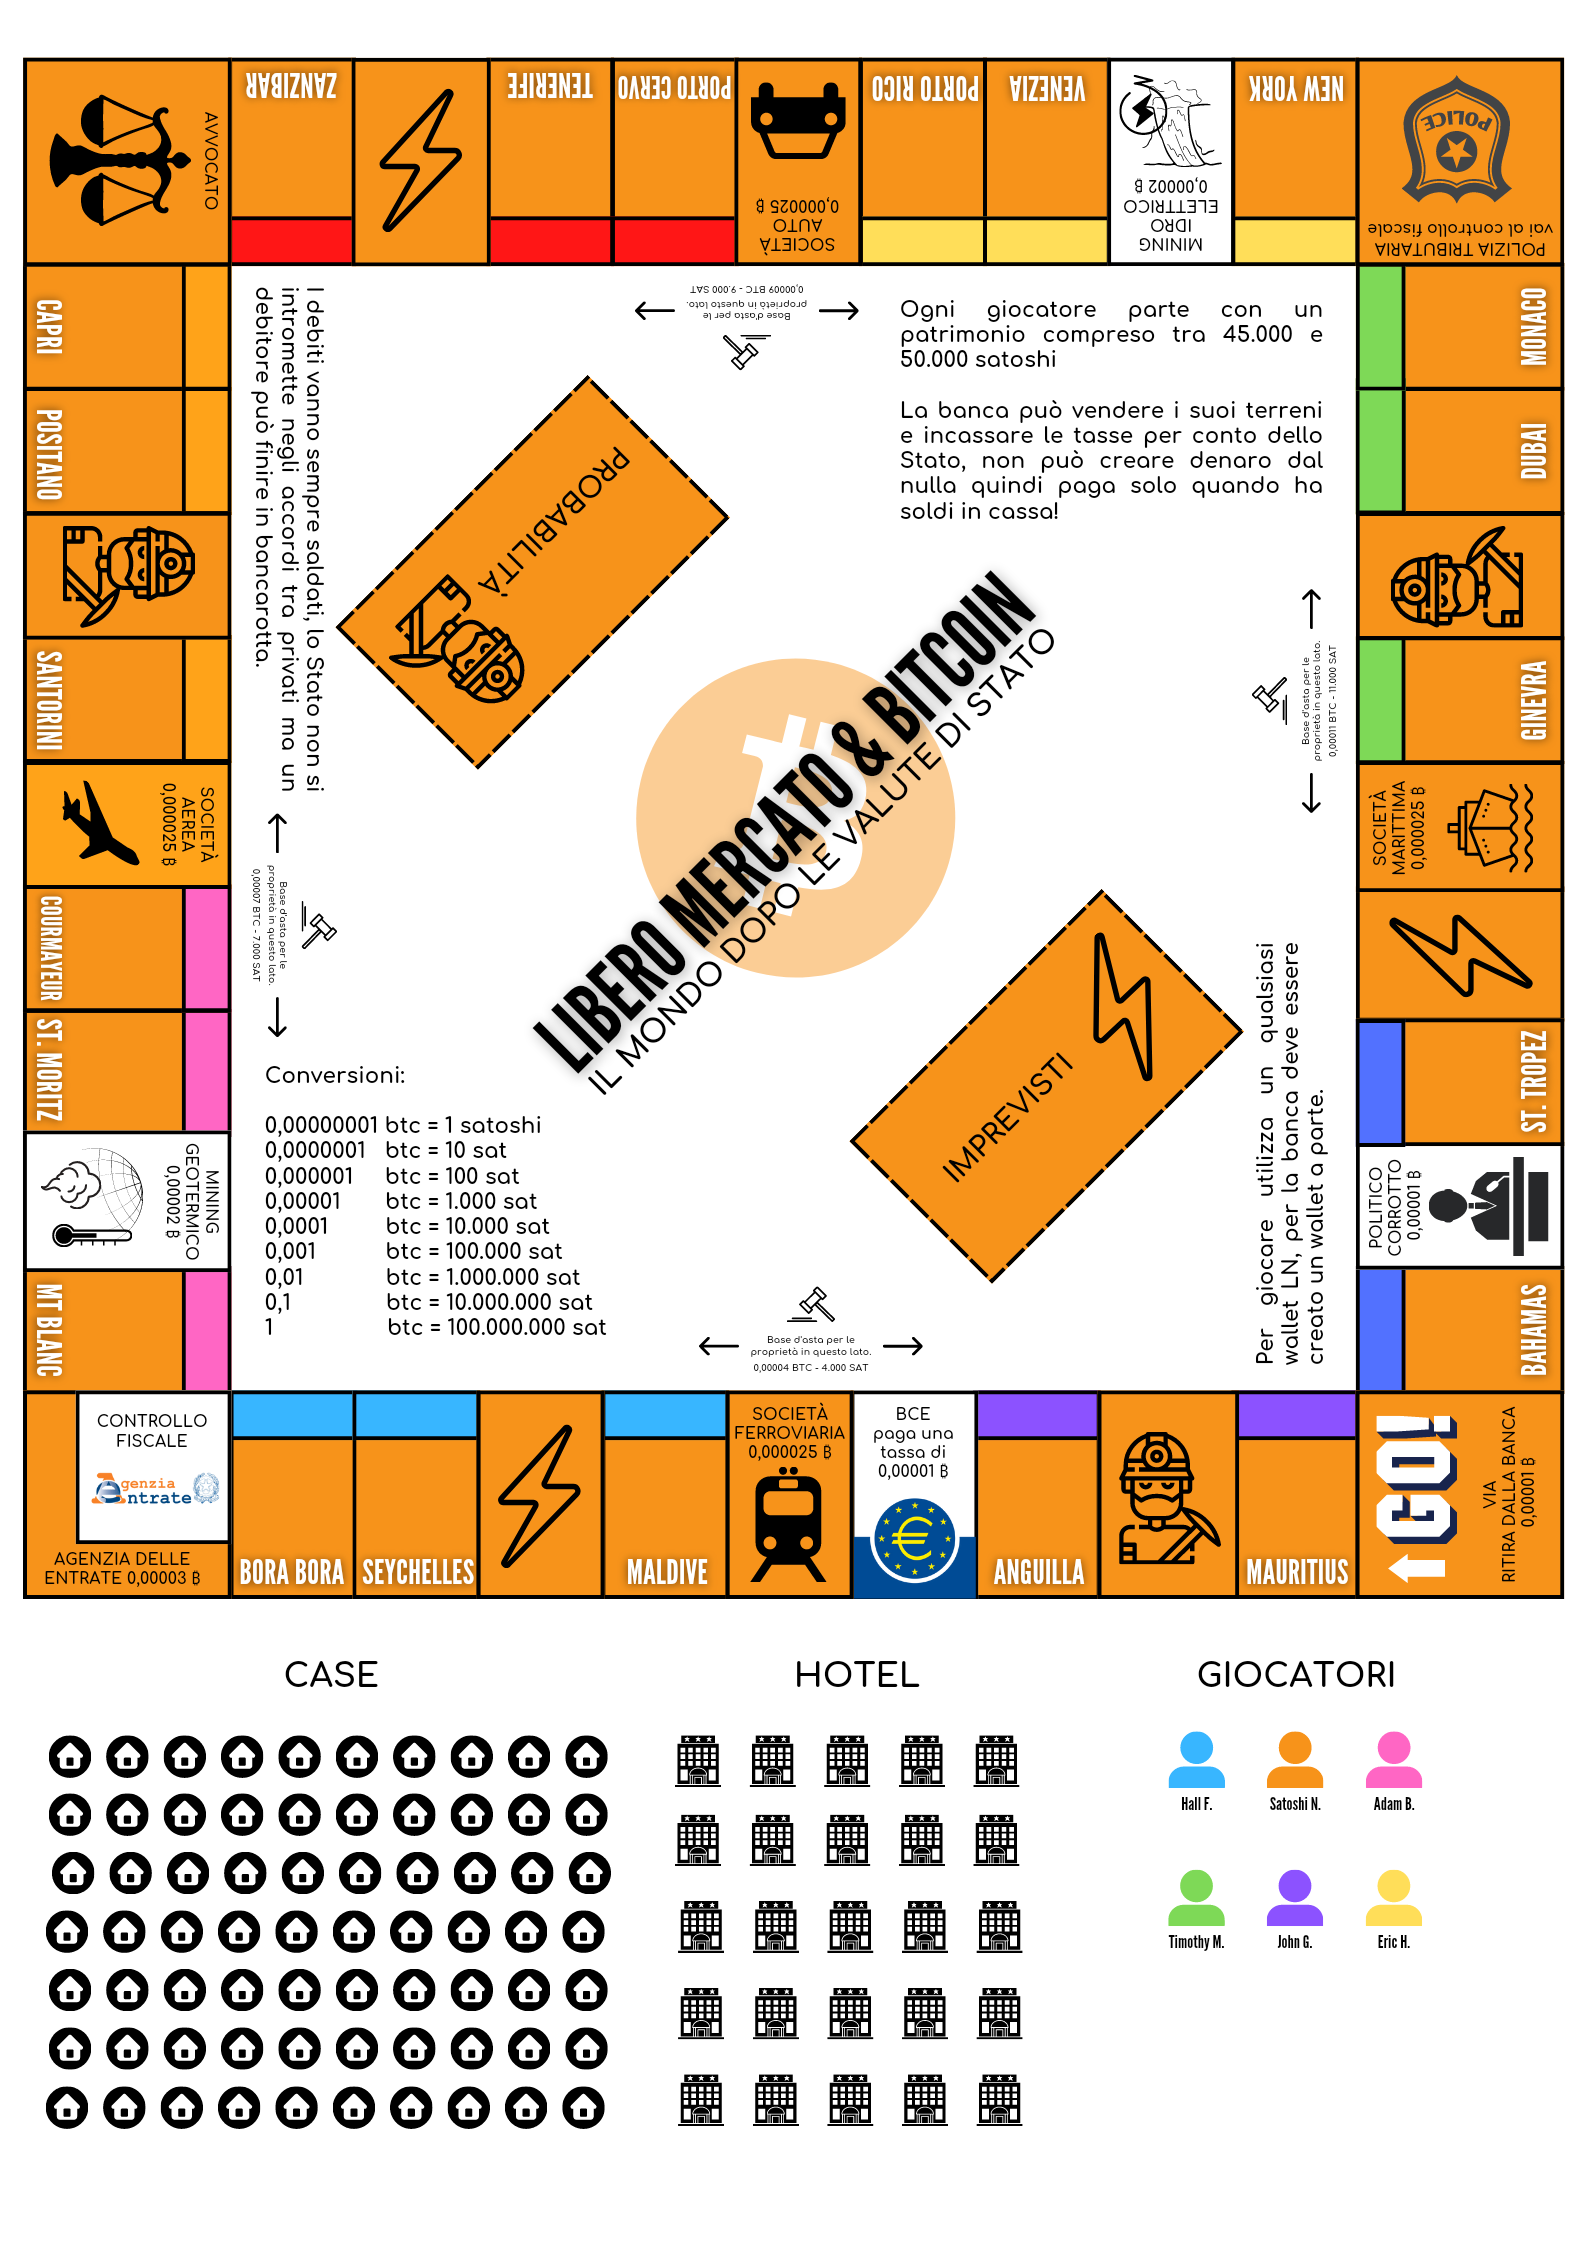 AVVOCATO
ZANZIBAR
TENERIFE
PORTO CERVO
SOCIETÀ
AUTO
0,000025 ₿
PORTO RICO
VENEZIA
MINING
IDRO
ELETTRICO
0,00002 ₿
NEW YORK
POLICE
POLIZIA TRIBUTARIA
vai al controllo fiscale
CAPRI
POSITANO
SANTORINI
SOCIETÀ
AEREA
0,000025 ₿
COURMAYEUR
ST. MORITZ
MINING
GEOTERMICO
0,00002 ₿
MT BLANC
MONACO
DUBAI
GINEVRA
SOCIETÀ
MARITTIMA
0,000025 ₿
ST. TROPEZ
POLITICO
CORROTTO
0,00001 ₿
BAHAMAS
I debiti vanno sempre saldati, lo Stato non si
intromette negli accordi tra privati ma un
debitore può finire in bancarotta.
Base d'asta per le
proprietà in questo lato.
0,00009 BTC - 9.000 SAT
Ogni giocatore parte con un
patrimonio compreso tra 45.000 e
50.000 satoshi
La banca può vendere i suoi terreni
e incassare le tasse per conto dello
Stato, non può creare denaro dal
nulla quindi paga solo quando ha
soldi in cassa!
PROBABILITÀ
Base d'asta per le
proprietà in questo lato.
0,00011 BTC - 11.000 SAT
LIBERO MERCATO & BITCOIN
IL MONDO DOPO LE VALUTE DI STATO
Base d'asta per le
proprietà in questo lato.
0,00007 BTC - 7.000 SAT
IMPREVISTI
Per giocare utilizza un qualsiasi
wallet LN, per la banca deve essere
creato un wallet a parte.
Conversioni:
0,00000001 btc = 1 satoshi
0,0000001 btc = 10 sat
0,000001 btc = 100 sat
0,00001 btc = 1.000 sat
0,0001 btc = 10.000 sat
0,001 btc = 100.000 sat
0,01 btc = 1.000.000 sat
0,1 btc = 10.000.000 sat
1 btc = 100.000.000 sat
Base d'asta per le
proprietà in questo lato.
0,00004 BTC - 4.000 SAT
CONTROLLO
FISCALE
Agenzia
Entrate
AGENZIA DELLE
ENTRATE 0,00003 ₿
BORA BORA
SEYCHELLES
MALDIVE
SOCIETÀ
FERROVIARIA
0,000025 ₿
BCE
paga una
tassa di
0,00001 ₿
ANGUILLA
MAURITIUS
GO!
VIA
RITIRA DALLA BANCA
0,00001 ₿
CASE
HOTEL
GIOCATORI
Hall F.
Satoshi N.
Adam B.
Timothy M.
John G.
Eric H.